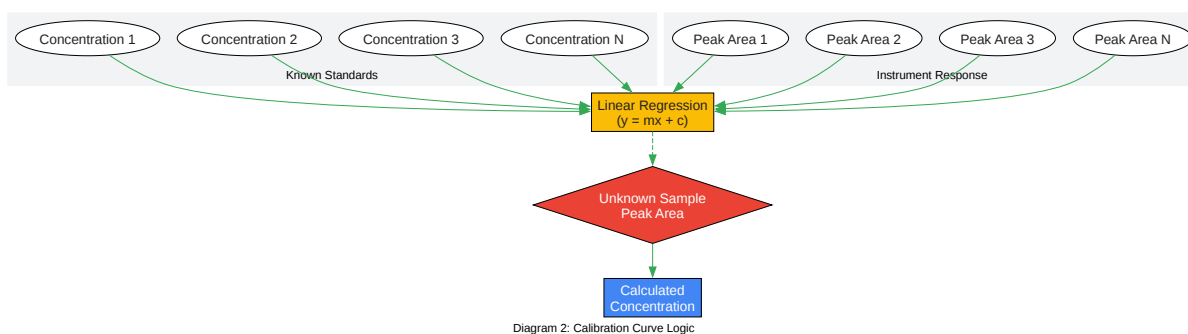 Concentration 1
Concentration 2
Concentration 3
Concentration N
Peak Area 1
Peak Area 2
Peak Area 3
Peak Area N
Known Standards
Instrument Response
Linear Regression
(y = mx + c)
Unknown Sample
Peak Area
Calculated
Concentration
Diagram 2: Calibration Curve Logic